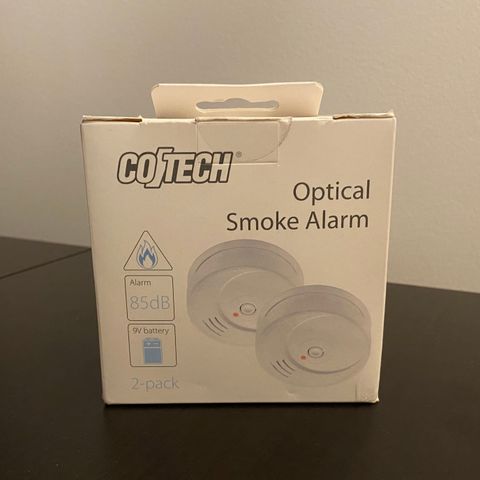 COTECH®
Optical
Smoke Alarm
Alarm
85dB
9V battery
2-pack